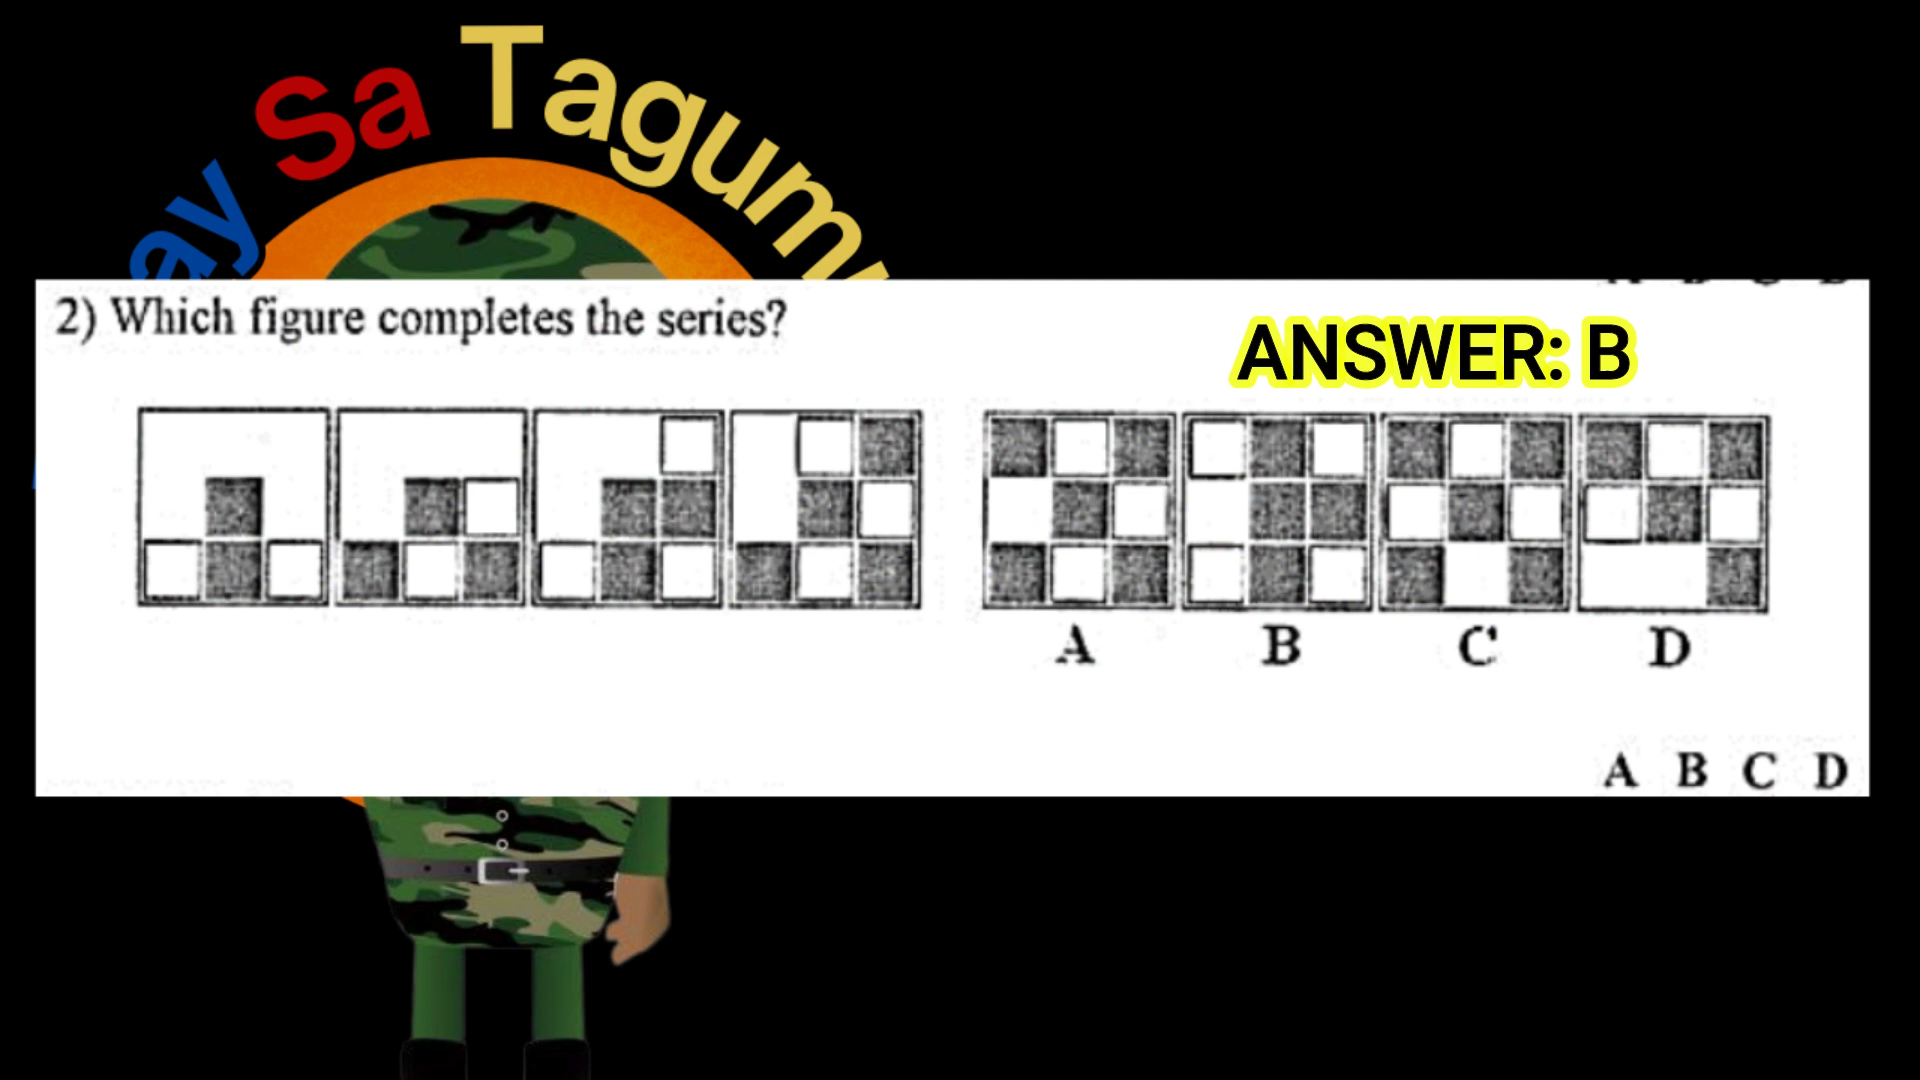 ay Sa Tagum
2) Which figure completes the series?
ANSWER: B
A B C D
A B C D